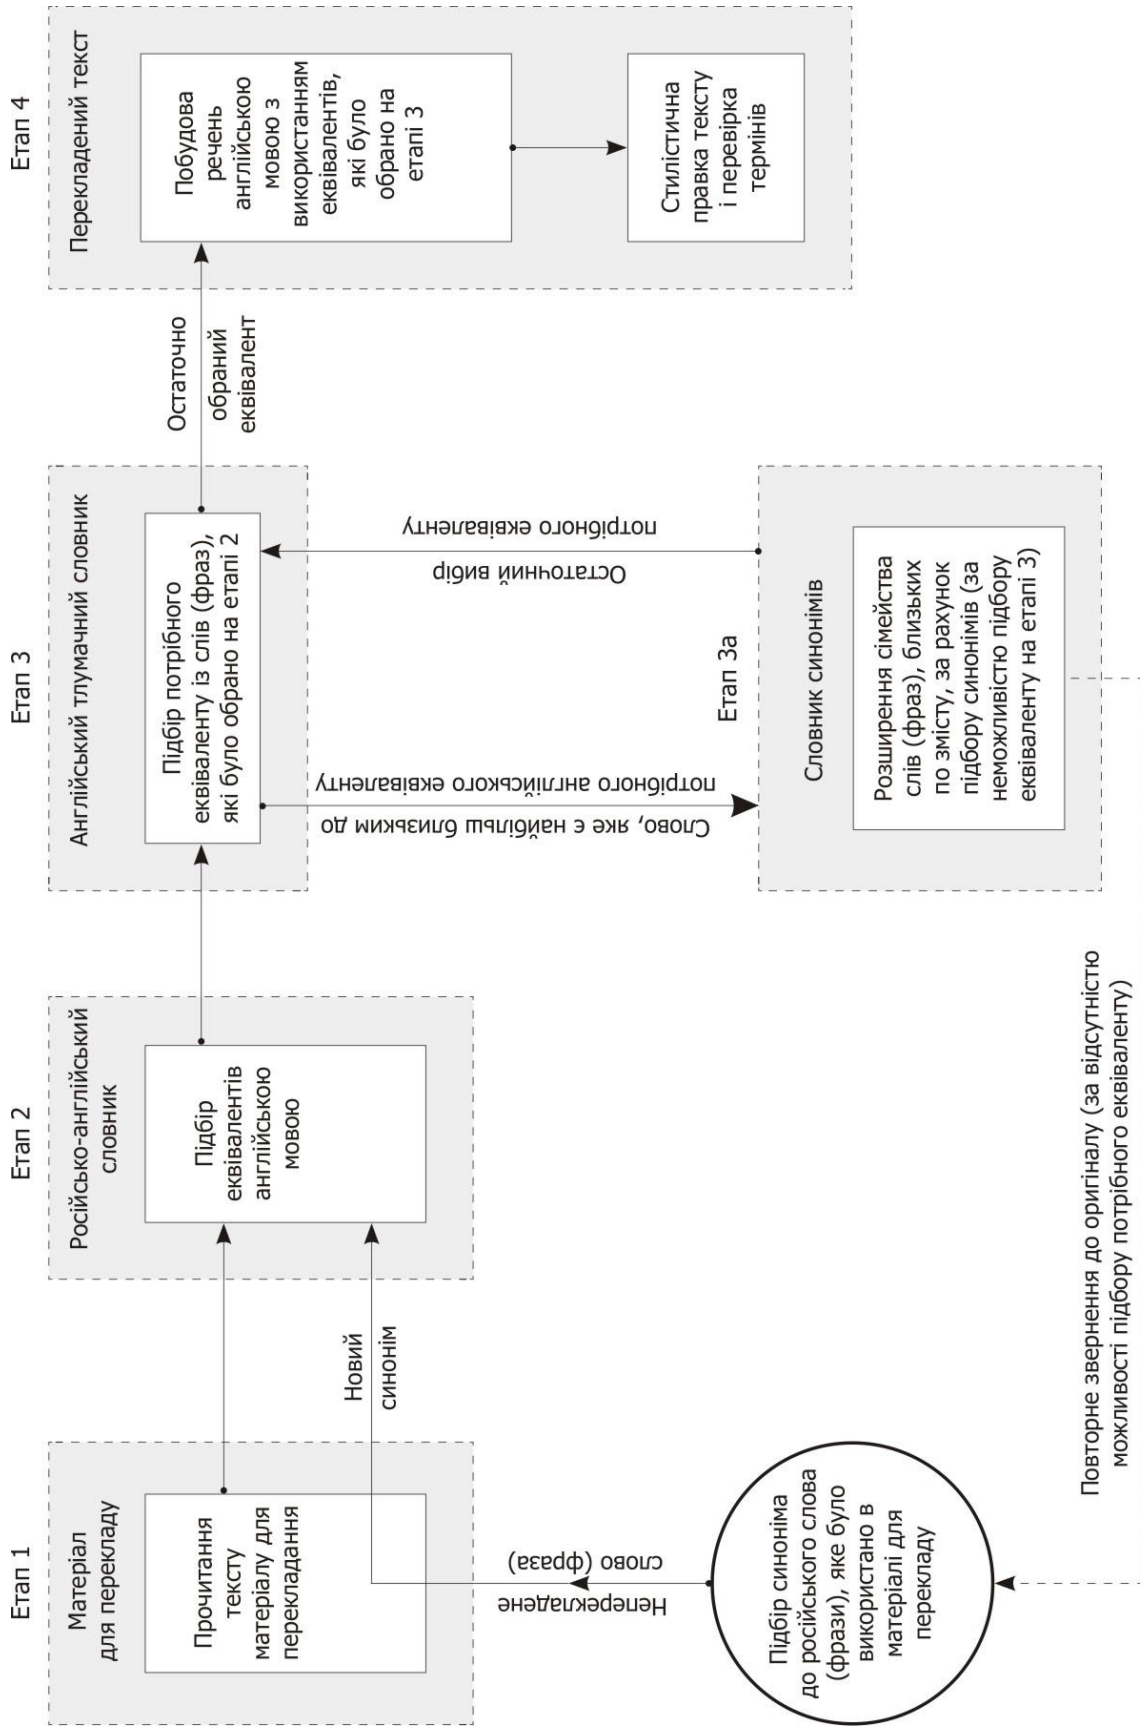 Етап 1
Матеріал
для перекладу
Прочитання
тексту
матеріалу для
перекладання
Неперекладене
слово (фраза)
Підбір синоніма
до російського слова
(фрази), яке було
використано в
матеріалі для
перекладу
Новий
синонім
Етап 2
Російсько-англійський
словник
Підбір
еквівалентів
англійською
мовою
Етап 3
Англійський тлумачний словник
Підбір потрібного
еквіваленту із слів (фраз),
які було обрано на етапі 2
Слово, яке є найбільш близьким до
потрібного англійського еквіваленту
Остаточний вибір
потрібного еквіваленту
Етап 3а
Словник синонімів
Розширення сімейства
слів (фраз), близьких
по змісту, за рахунок
підбору синонімів (за
неможливістю підбору
еквіваленту на етапі 3)
Повторне звернення до оригіналу (за відсутністю
можливості підбору потрібного еквіваленту)
Остаточно
обраний
еквівалент
Етап 4
Перекладений текст
Побудова
речень
англійською
мовою з
використанням
еквівалентів,
які було
обрано на
етапі 3
Стилістична
правка тексту
і перевірка
термінів